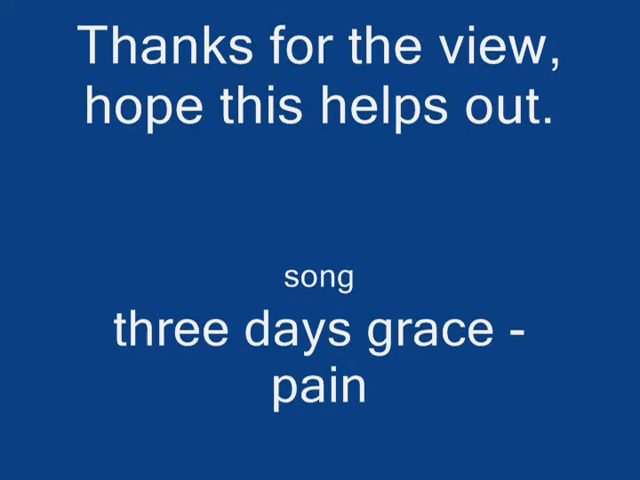 Thanks for the view,
hope this helps out.
song
three days grace -
pain